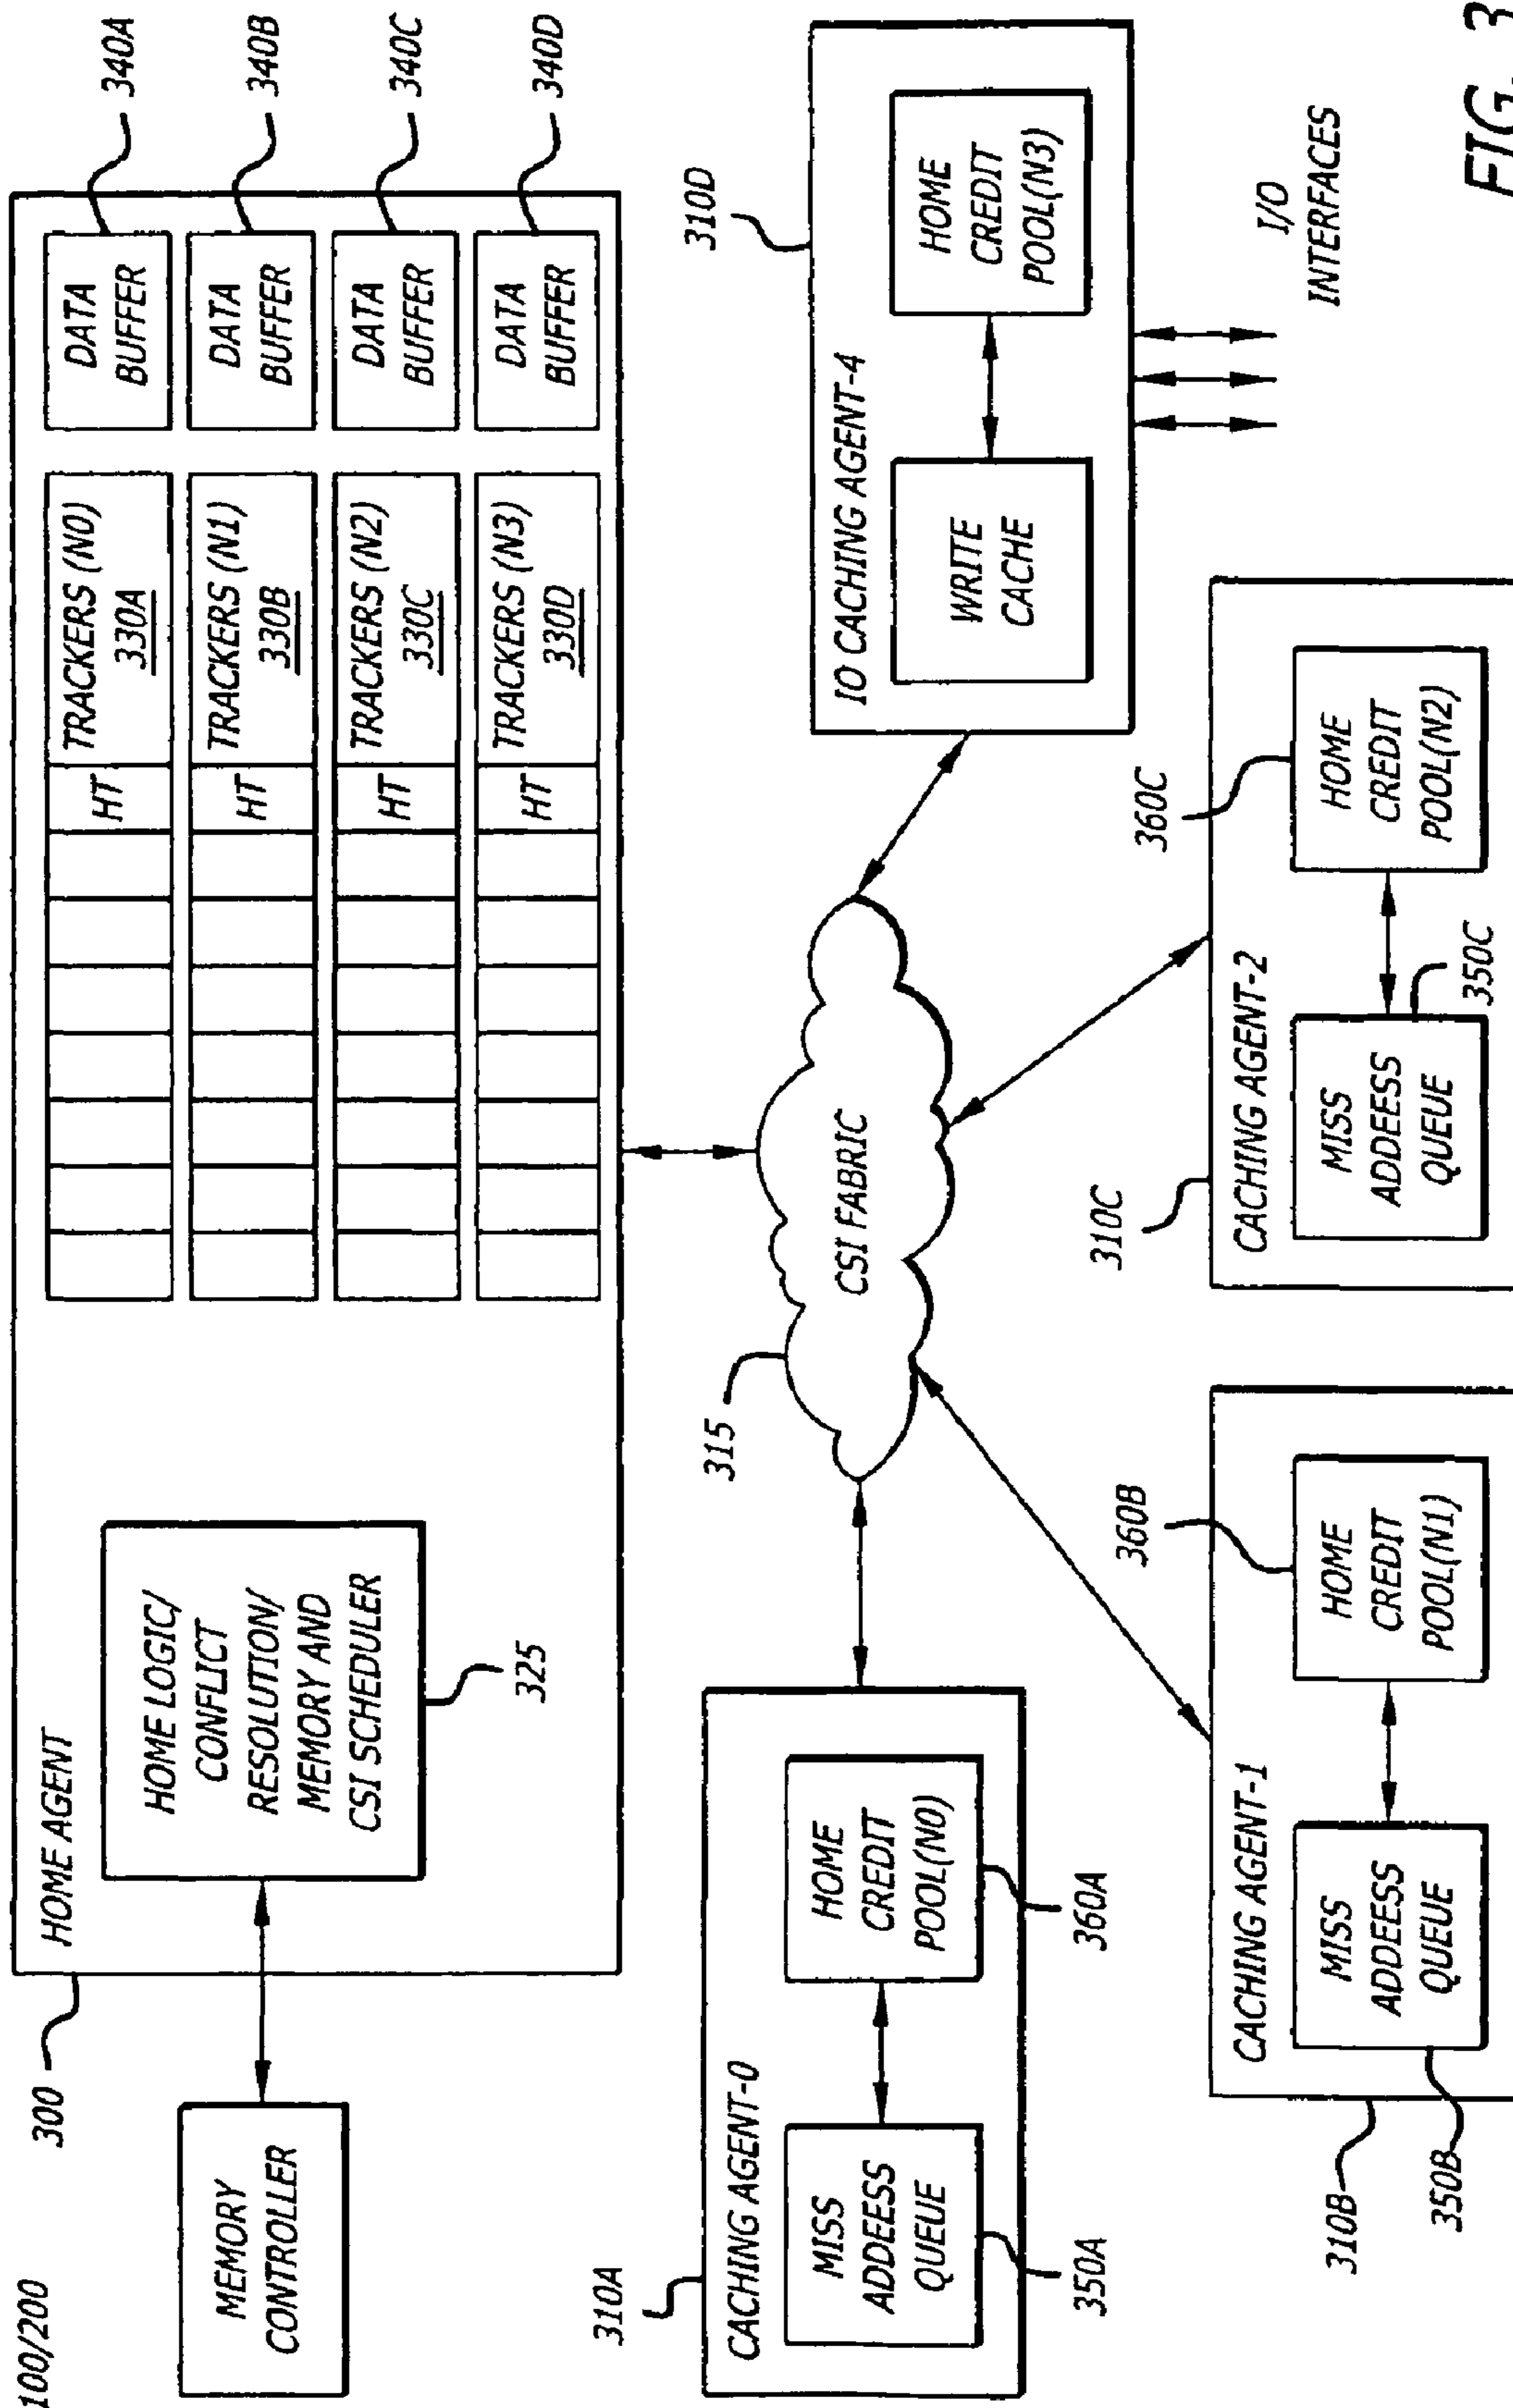 100/200
MEMORY
CONTROLLER
300
HOME AGENT
HOME LOGIC/
CONFLICT
RESOLUTION/
MEMORY AND
CSI SCHEDULER
325
HT
TRACKERS (N0)
330A
DATA
BUFFER
340A
HT
TRACKERS (N1)
330B
DATA
BUFFER
340B
HT
TRACKERS (N2)
330C
DATA
BUFFER
340C
HT
TRACKERS (N3)
330D
DATA
BUFFER
340D
310A
CACHING AGENT-0
MISS
ADDEESS
QUEUE
350A
HOME
CREDIT
POOL(N0)
360A
315
CSI FABRIC
310D
IO CACHING AGENT-4
WRITE
CACHE
HOME
CREDIT
POOL(N3)
I/O
INTERFACES
310B
CACHING AGENT-1
MISS
ADDEESS
QUEUE
350B
HOME
CREDIT
POOL(N1)
360B
310C
CACHING AGENT-2
MISS
ADDEESS
QUEUE
350C
HOME
CREDIT
POOL(N2)
360C
FIG. 3